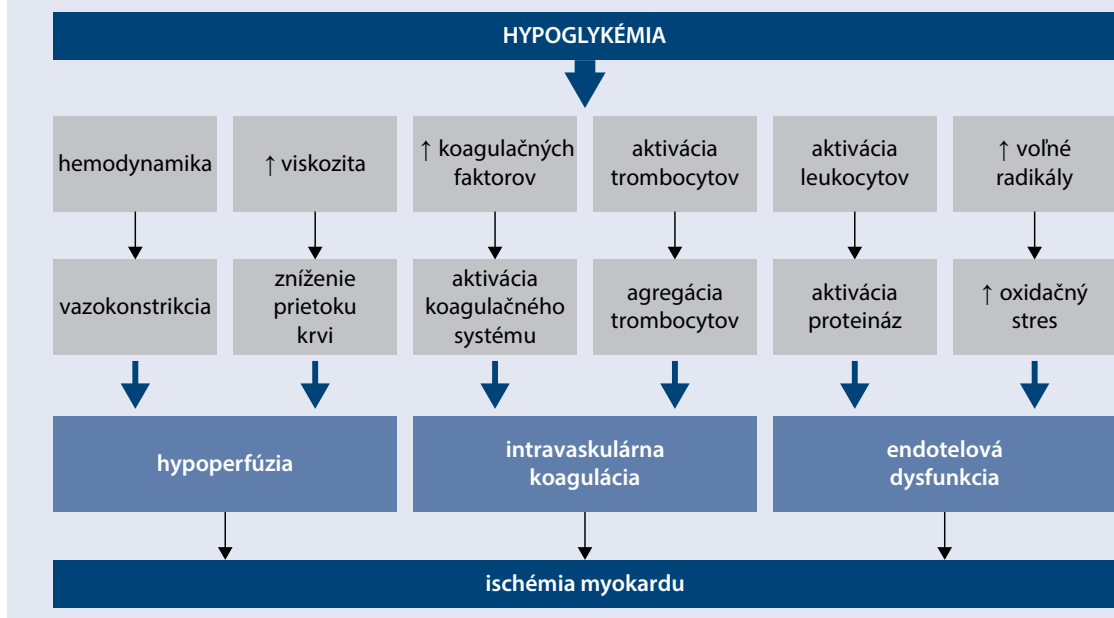 HYPOGLYKÉMIA
hemodynamika
↑ viskozita
↑ koagulačných
faktorov
aktivácia
trombocytov
aktivácia
leukocytov
↑ voľné
radikály
vazokonstrikcia
zníženie
prietoku
krvi
aktivácia
koagulačného
systému
agregácia
trombocytov
aktivácia
proteináz
↑ oxidačný
stres
hypoperfúzia
intravaskulárna
koagulácia
endotelová
dysfunkcia
ischémia myokardu